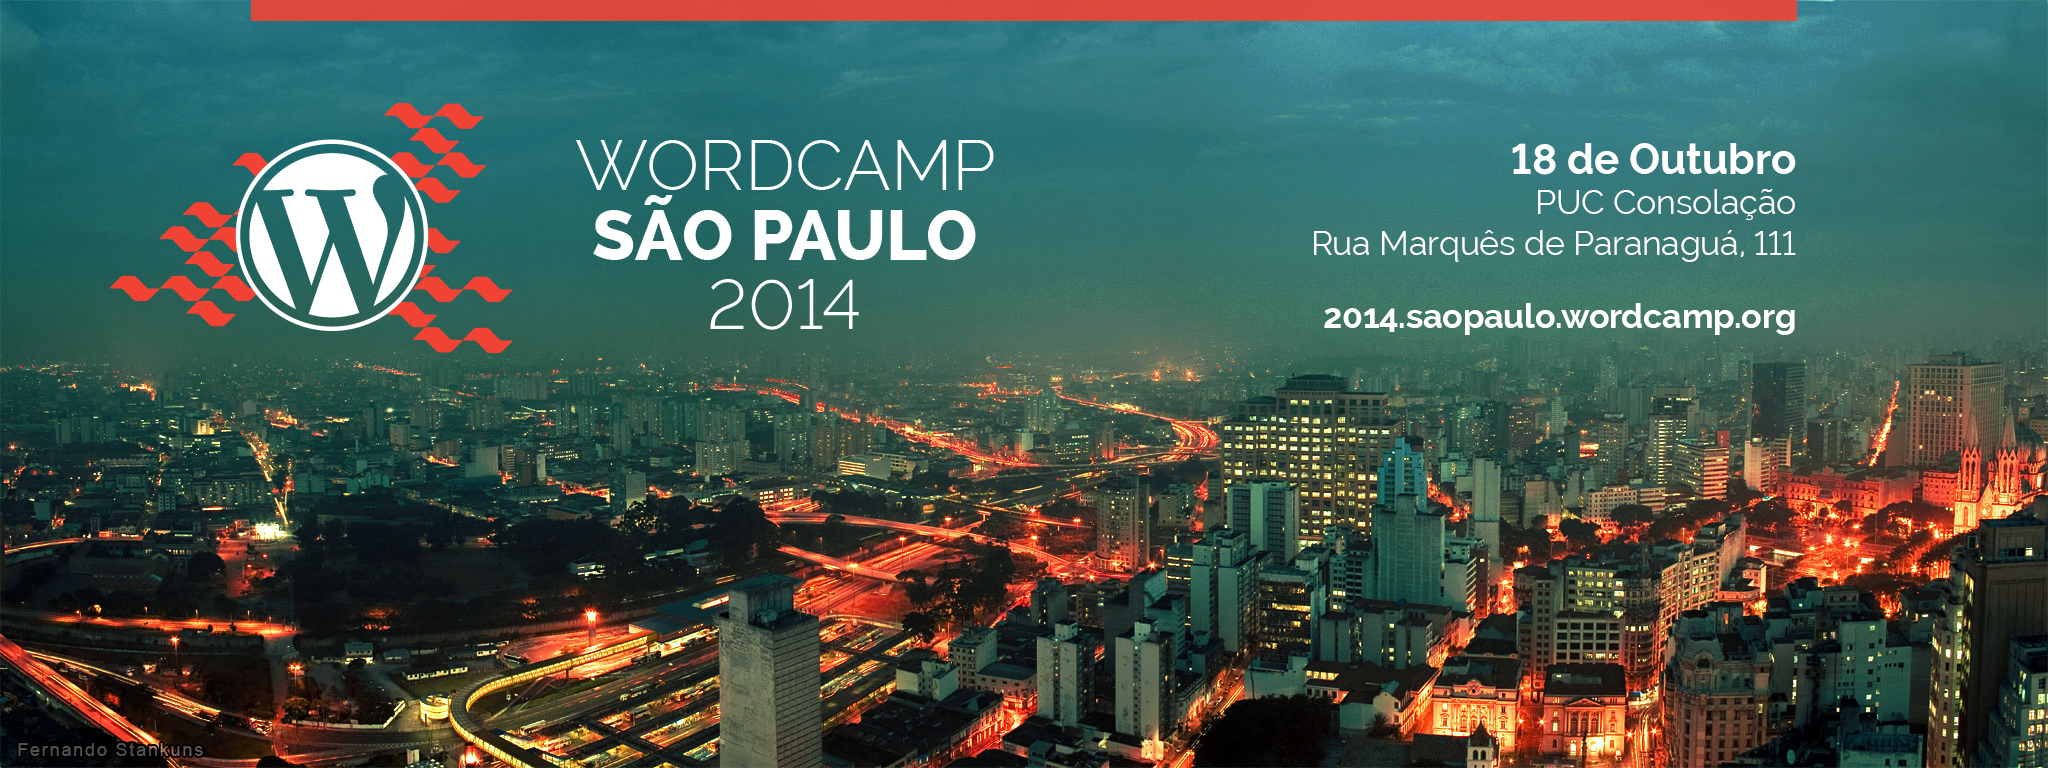 WORDCAMP
SÃO PAULO
2014
18 de Outubro
PUC Consolação
Rua Marquês de Paranaguá, 111
2014.saopaulo.wordcamp.org
Fernando Stankuns